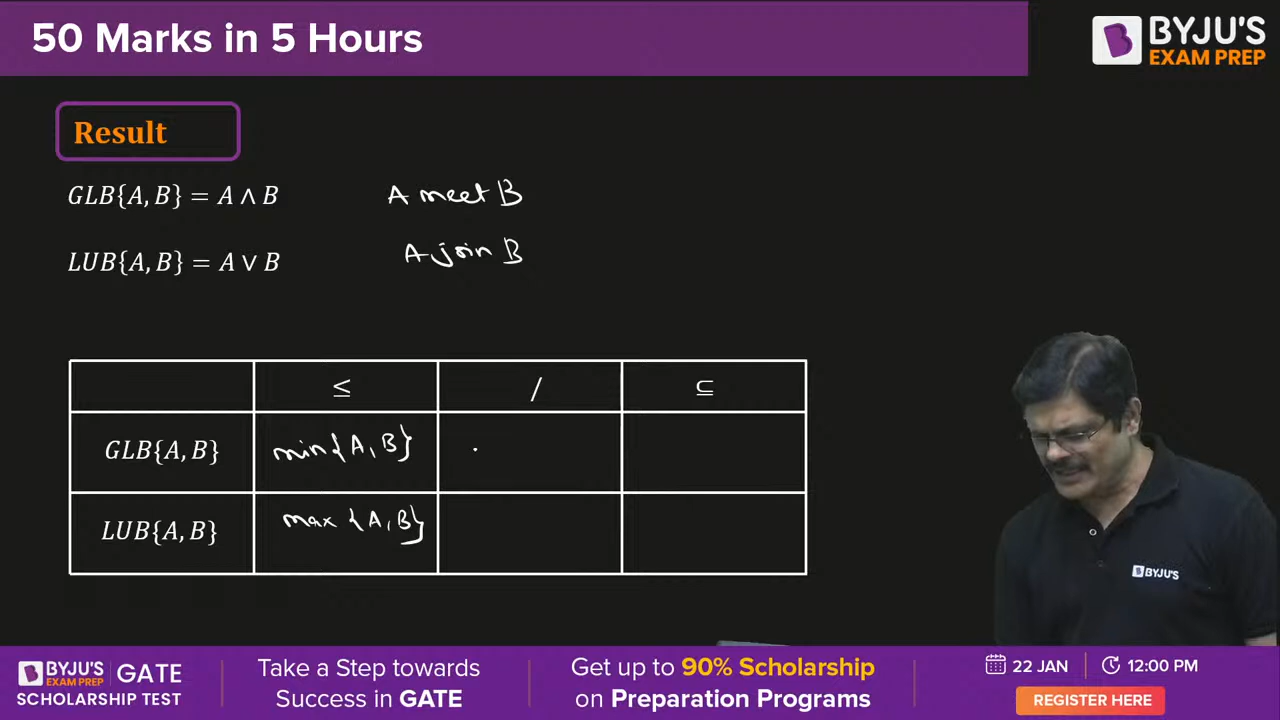 50 Marks in 5 Hours
BYJU'S
EXAM PREP
Result
GLB{A, B} = A ∧ B
A meet B
LUB{A, B} = A ∨ B
A join B
≤ / ⊆
GLB{A, B} min{A, B}
LUB{A, B} max {A, B}
BYJU'S
BYJU'S EXAM PREP | GATE
SCHOLARSHIP TEST
Take a Step towards
Success in GATE
Get up to 90% Scholarship
on Preparation Programs
22 JAN
12:00 PM
REGISTER HERE